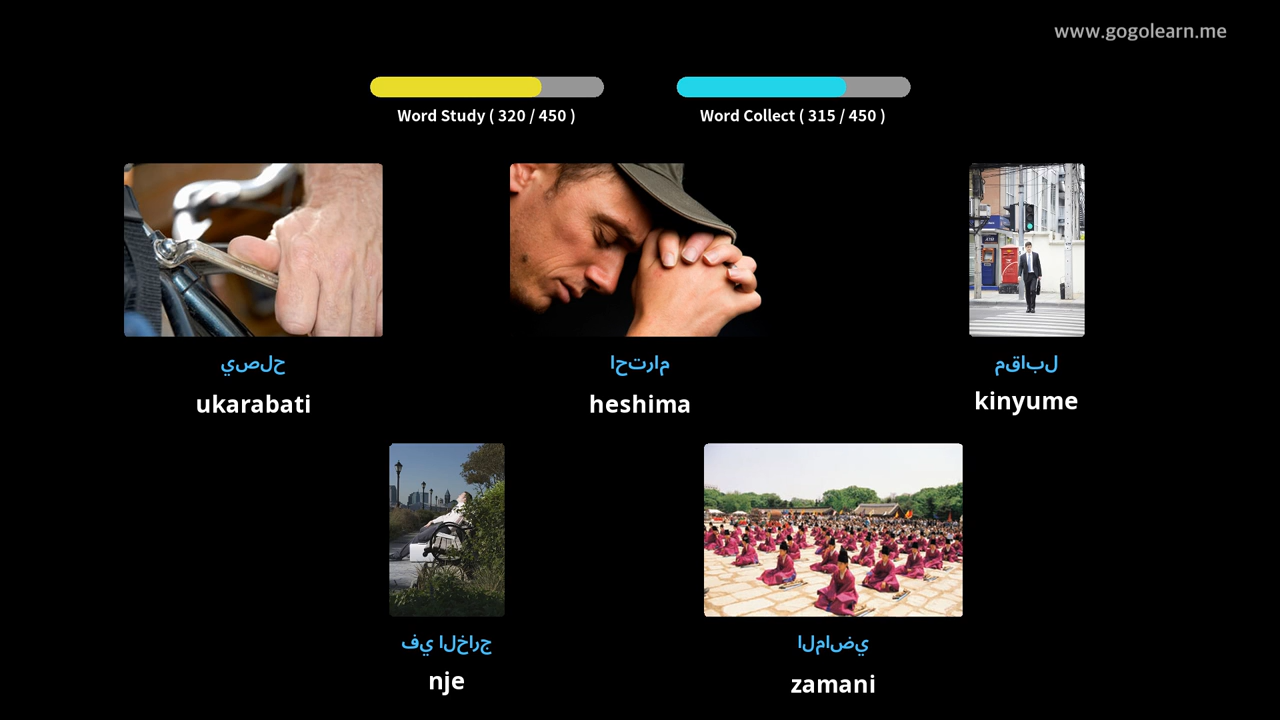 www.gogolearn.me
Word Study ( 320 / 450 )
Word Collect ( 315 / 450 )
يصلح
ukarabati
احترام
heshima
مقابل
kinyume
في الخارج
nje
الماضي
zamani